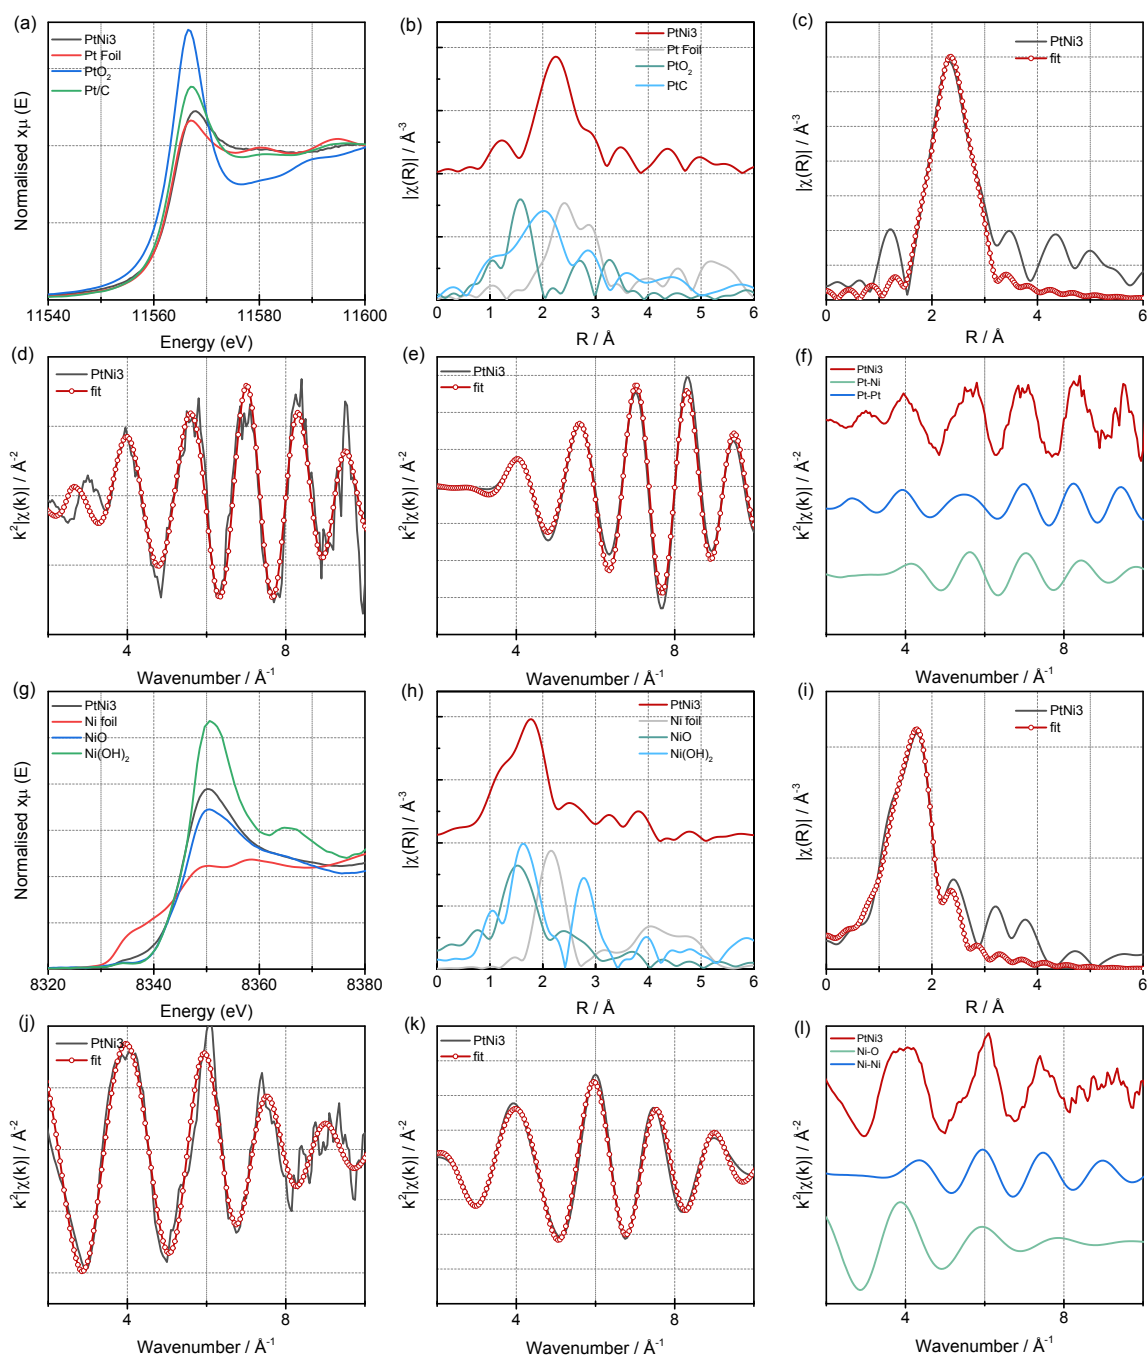 (a)
PtNi3
Pt Foil
PtO2
Pt/C
Normalised xμ (E)
11540 11560 11580 11600
Energy (eV)
(b)
PtNi3
Pt Foil
PtO2
PtC
|χ(R)| / Å-3
0 1 2 3 4 5 6
R / Å
(c)
PtNi3
fit
|χ(R)| / Å-3
0 2 4 6
R / Å
(d)
PtNi3
fit
k2|χ(k)| / Å-2
4 8
Wavenumber / Å-1
(e)
PtNi3
fit
k2|χ(k)| / Å-2
4 8
Wavenumber / Å-1
(f)
PtNi3
Pt-Ni
Pt-Pt
k2|χ(k)| / Å-2
4 8
Wavenumber / Å-1
(g)
PtNi3
Ni foil
NiO
Ni(OH)2
Normalised xμ (E)
8320 8340 8360 8380
Energy (eV)
(h)
PtNi3
Ni foil
NiO
Ni(OH)2
|χ(R)| / Å-3
0 1 2 3 4 5 6
R / Å
(i)
PtNi3
fit
|χ(R)| / Å-3
0 2 4 6
R / Å
(j)
PtNi3
fit
k2|χ(k)| / Å-2
4 8
Wavenumber / Å-1
(k)
PtNi3
fit
k2|χ(k)| / Å-2
4 8
Wavenumber / Å-1
(l)
PtNi3
Ni-O
Ni-Ni
k2|χ(k)| / Å-2
4 8
Wavenumber / Å-1